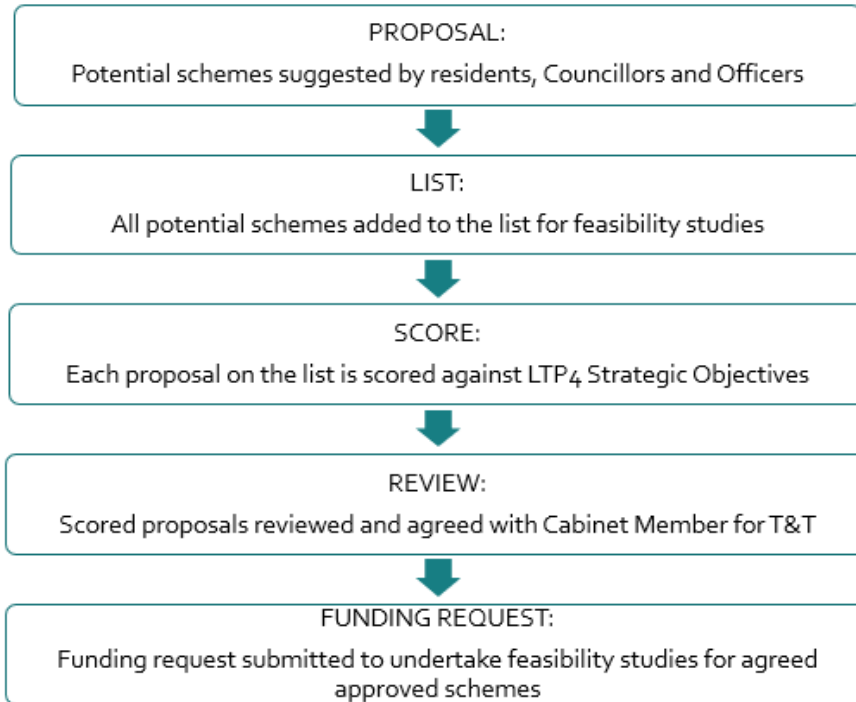 PROPOSAL:
Potential schemes suggested by residents, Councillors and Officers
LIST:
All potential schemes added to the list for feasibility studies
SCORE:
Each proposal on the list is scored against LTP4 Strategic Objectives
REVIEW:
Scored proposals reviewed and agreed with Cabinet Member for T&T
FUNDING REQUEST:
Funding request submitted to undertake feasibility studies for agreed
approved schemes